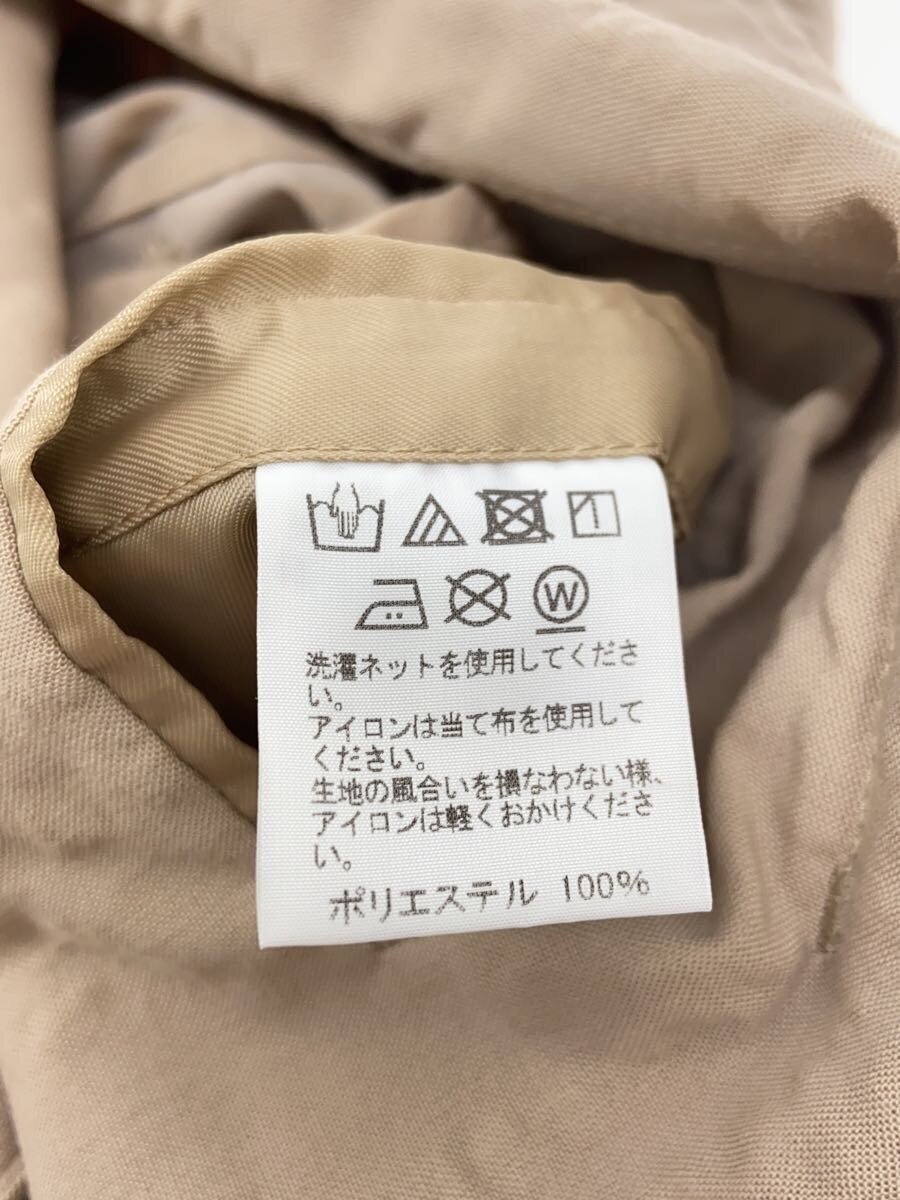 W
洗濯ネットを使用してくださ
い。
アイロンは当て布を使用して
ください。
生地の風合いを損なわない様、
アイロンは軽くおかけくださ
い。
ポリエステル 100%